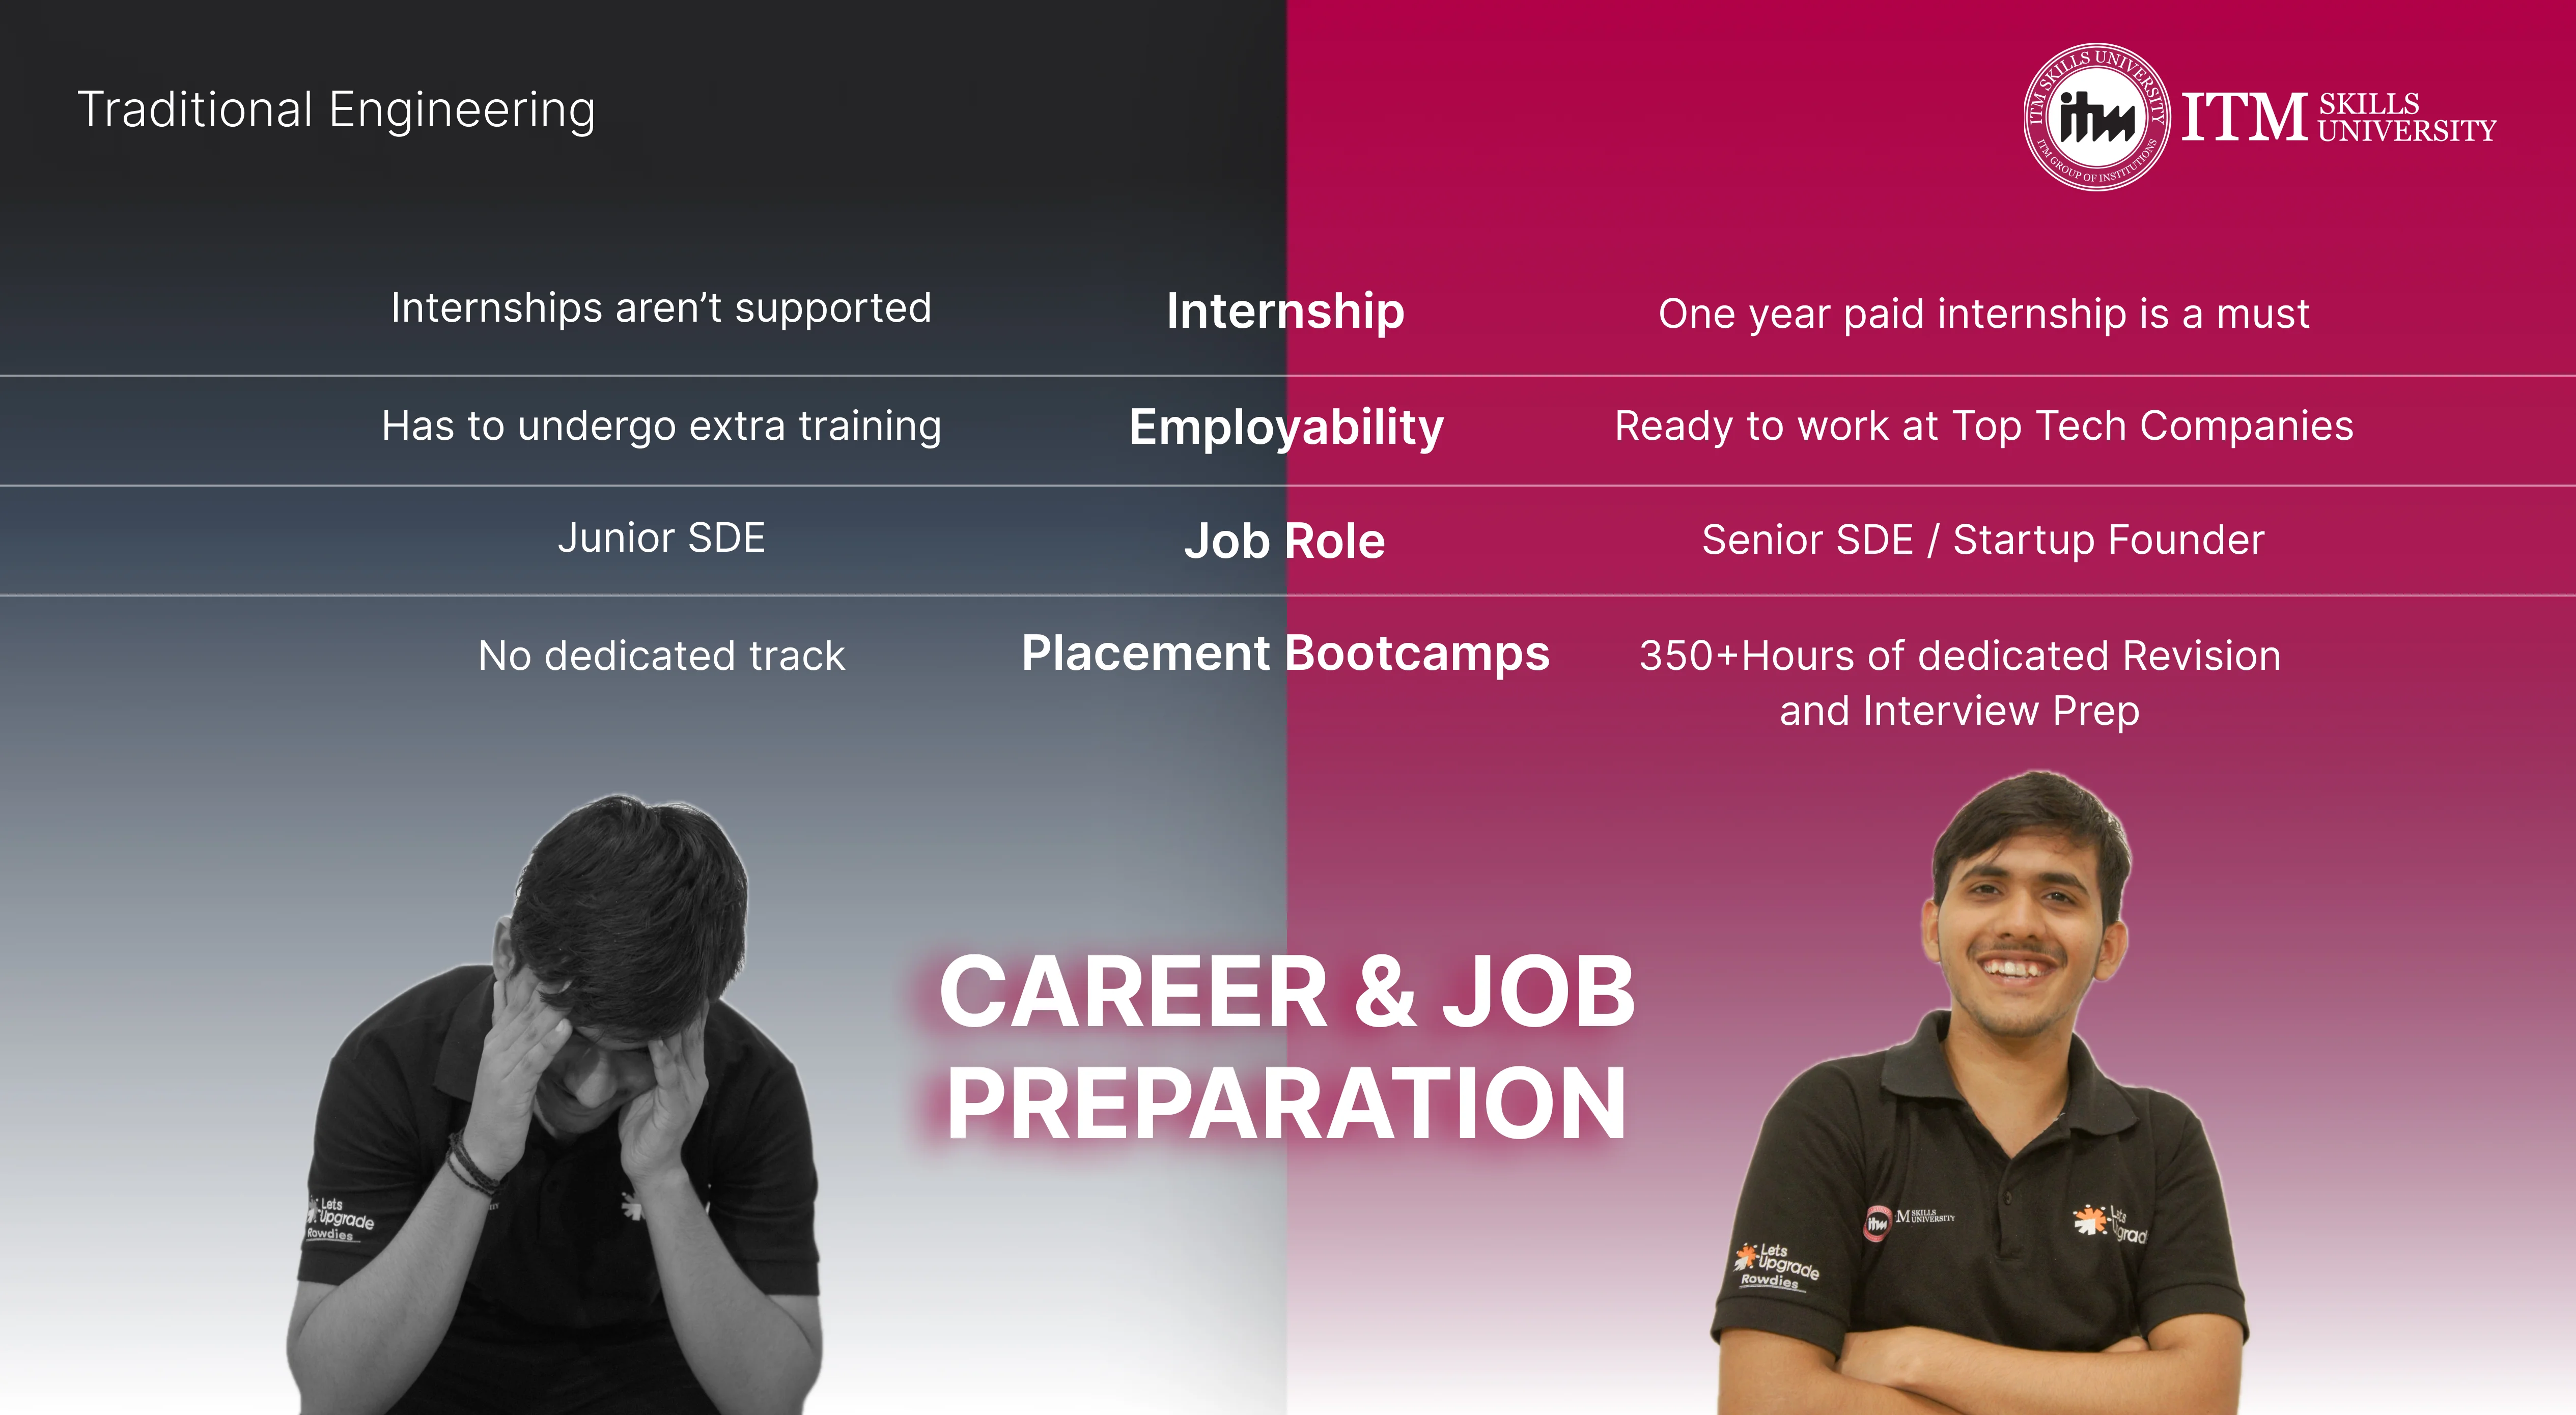 Traditional Engineering
ITM SKILLS UNIVERSITY
itm
ITM GROUP OF INSTITUTIONS
ITM SKILLS
UNIVERSITY
Internships aren’t supported Internship One year paid internship is a must
Has to undergo extra training Employability Ready to work at Top Tech Companies
Junior SDE Job Role Senior SDE / Startup Founder
No dedicated track Placement Bootcamps 350+Hours of dedicated Revision
and Interview Prep
CAREER & JOB
PREPARATION
Lets
Upgrade
Rowdies
itm M SKILLS
UNIVERSITY
Lets
Upgrade
Rowdies